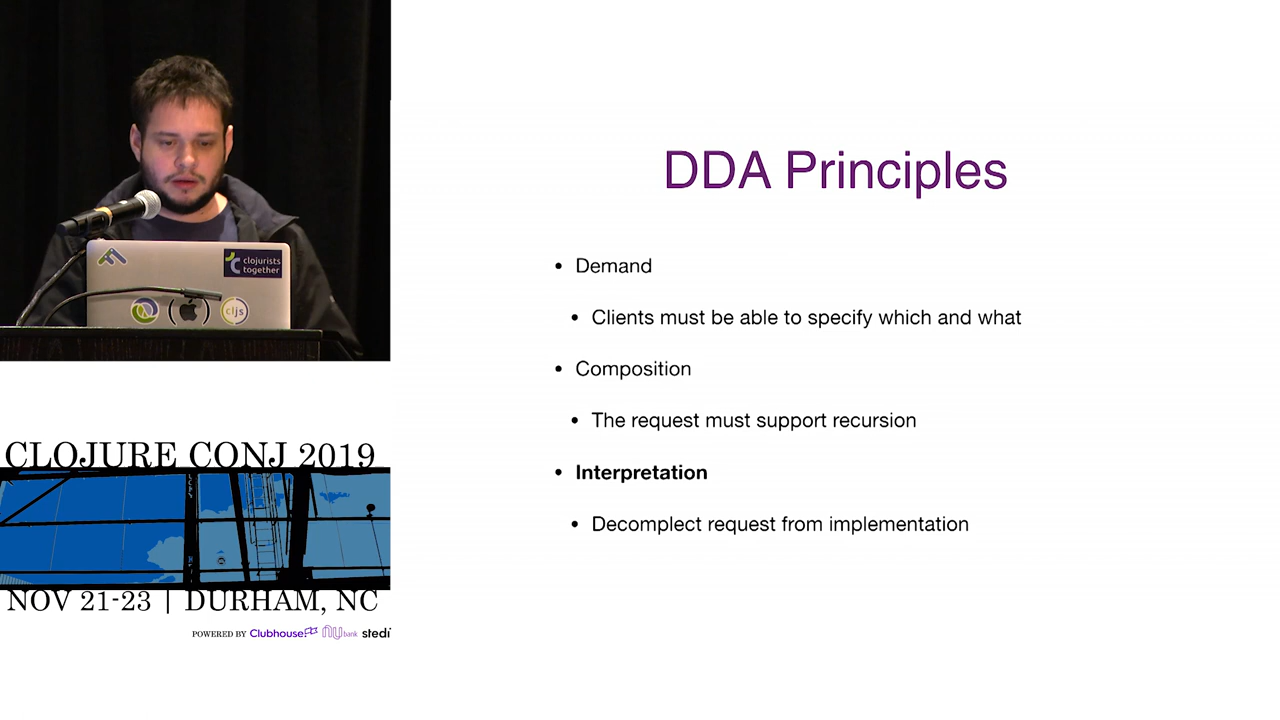 clojurists
together
cljs
CLOJURE CONJ 2019
NOV 21-23 | DURHAM, NC
POWERED BY Clubhouse nu bank stedi
DDA Principles
• Demand
• Clients must be able to specify which and what
• Composition
• The request must support recursion
• Interpretation
• Decomplect request from implementation